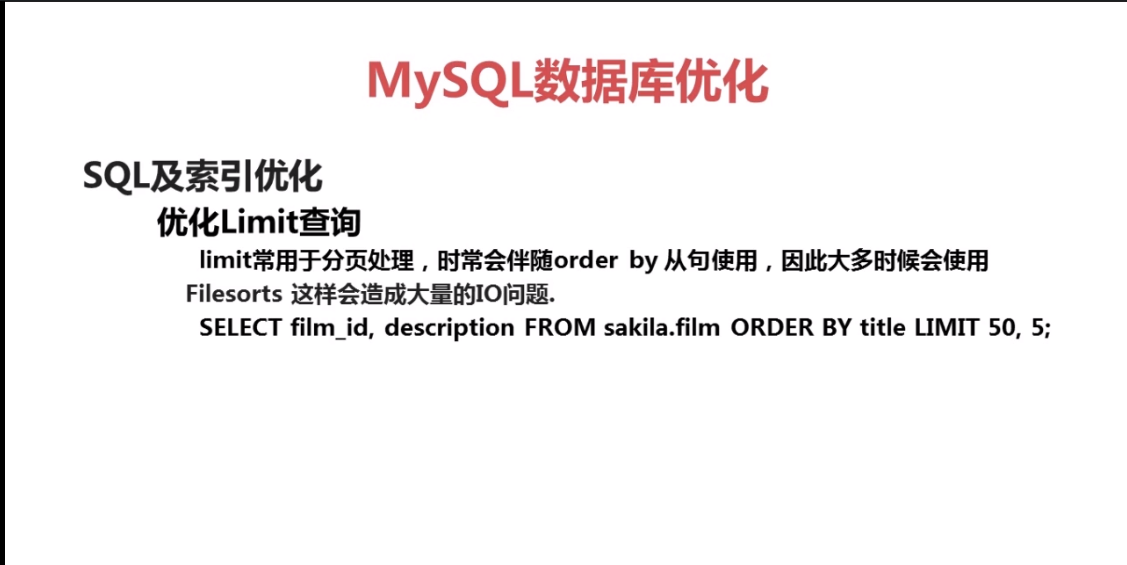 MySQL数据库优化
SQL及索引优化
优化Limit查询
limit常用于分页处理，时常会伴随order by 从句使用，因此大多时候会使用
Filesorts 这样会造成大量的IO问题.
SELECT film_id, description FROM sakila.film ORDER BY title LIMIT 50, 5;